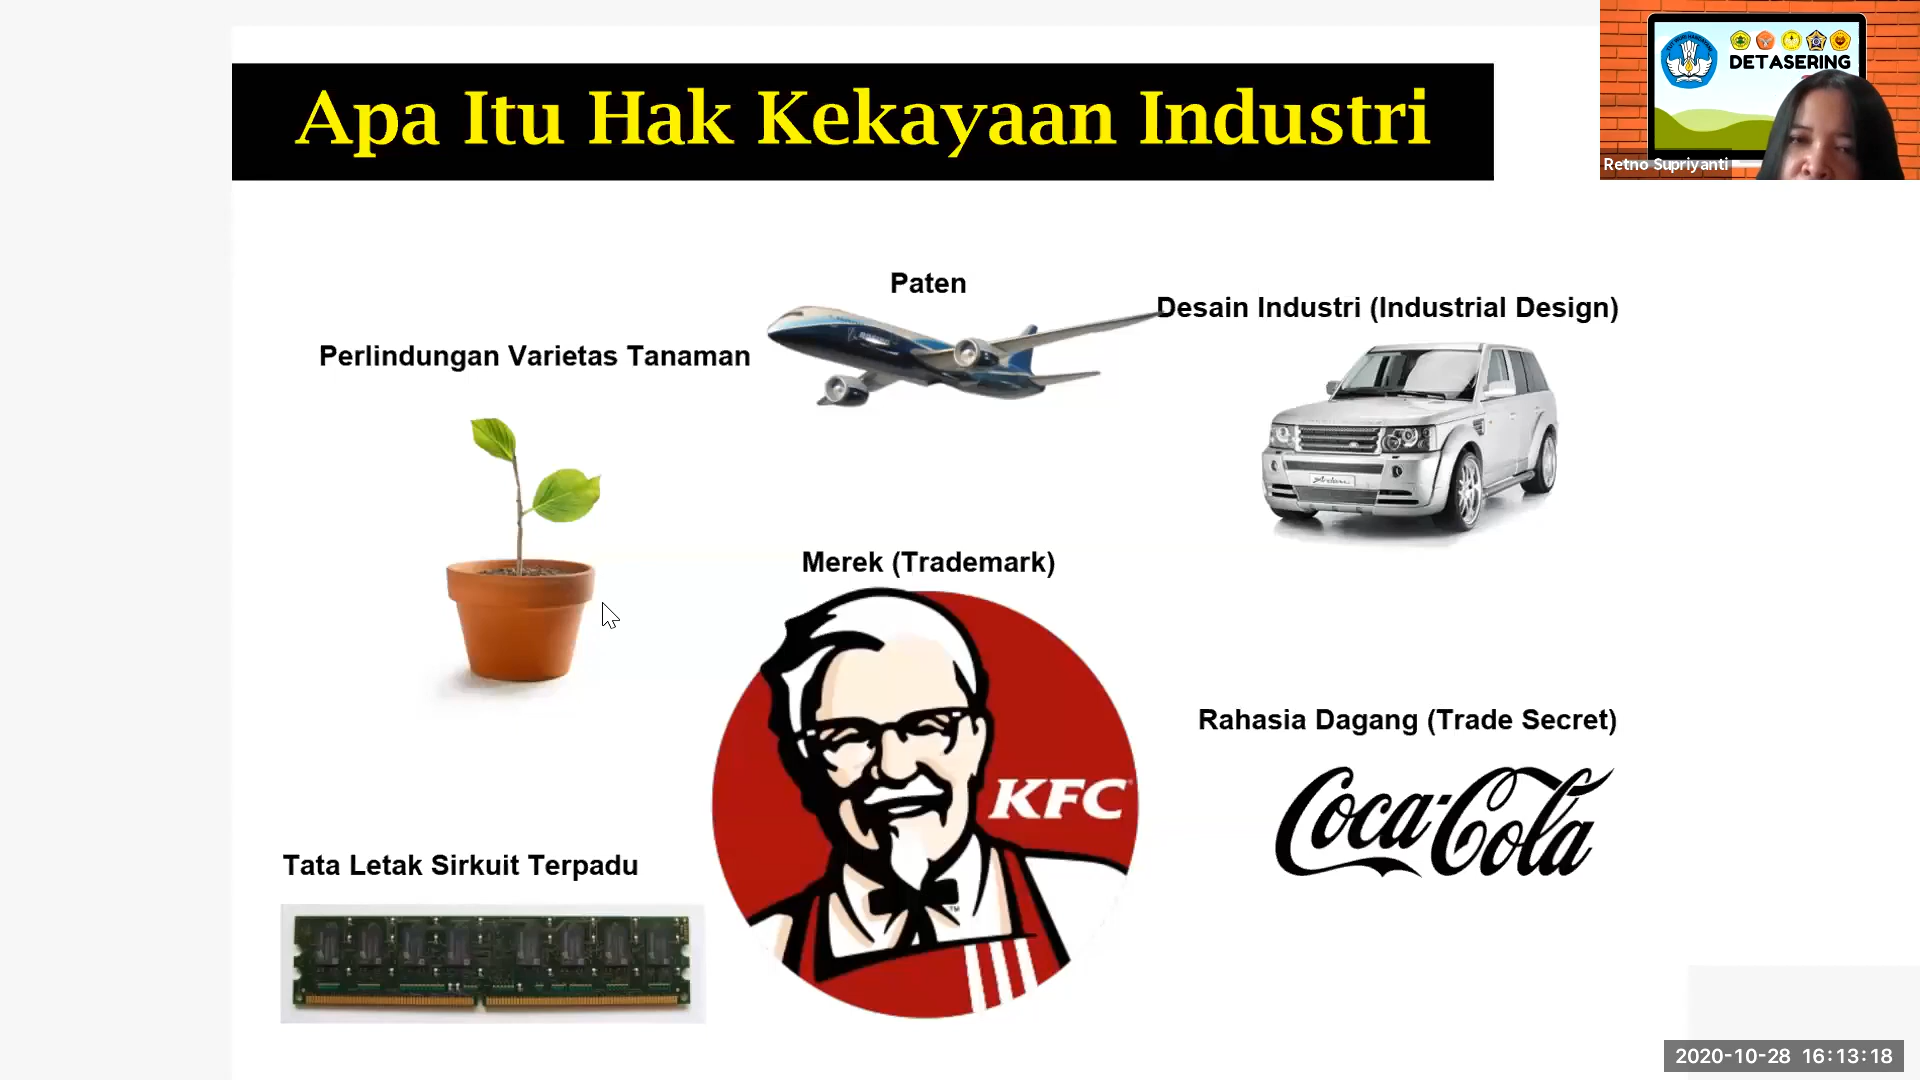 Apa Itu Hak Kekayaan Industri
DETASERING
Retno Supriyanti
Paten
Desain Industri (Industrial Design)
Perlindungan Varietas Tanaman
Merek (Trademark)
KFC
Rahasia Dagang (Trade Secret)
Coca-Cola
Tata Letak Sirkuit Terpadu
2020-10-28 16:13:18